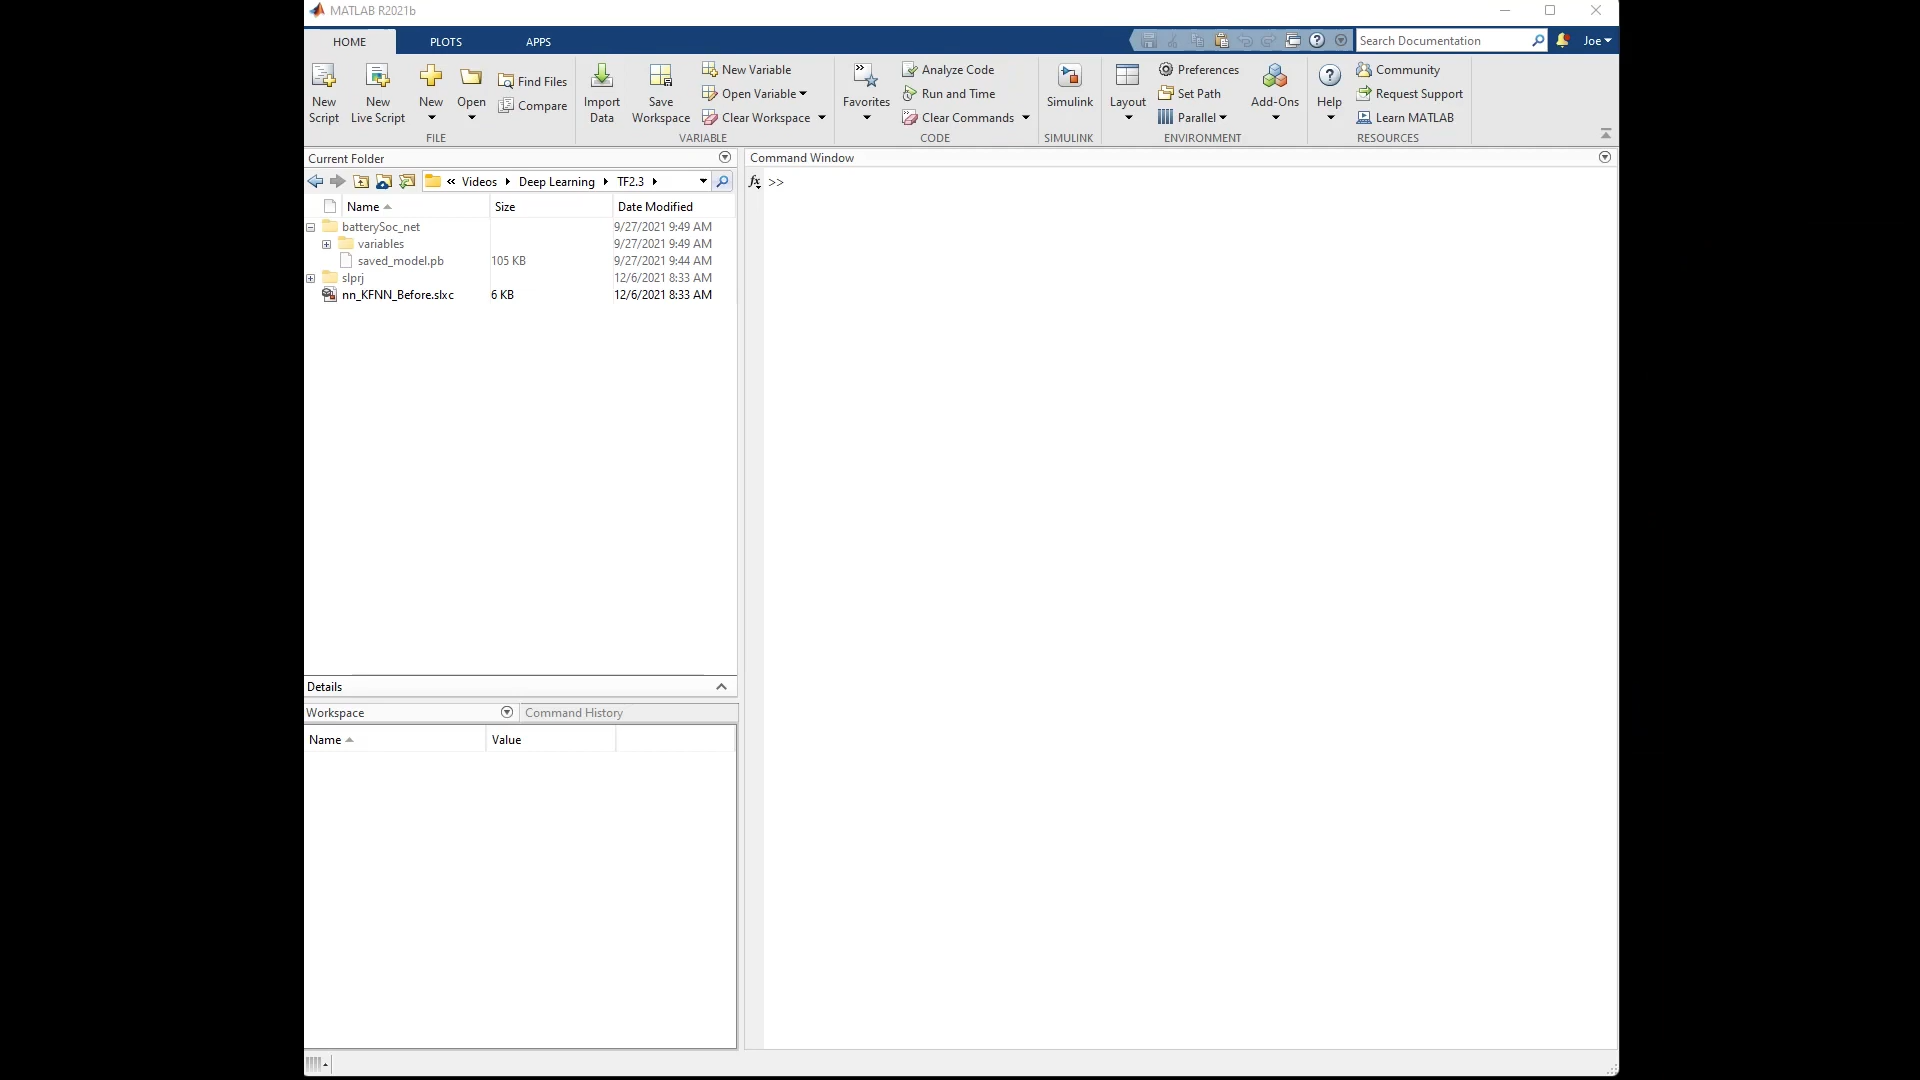 MATLAB R2021b
HOME PLOTS APPS
Search Documentation
Joe
New Script
New Live Script
New
Open
Find Files
Compare
FILE
Import Data
Save Workspace
New Variable
Open Variable
Clear Workspace
VARIABLE
Favorites
Analyze Code
Run and Time
Clear Commands
CODE
Simulink
SIMULINK
Layout
Preferences
Set Path
Parallel
Add-Ons
ENVIRONMENT
Help
Community
Request Support
Learn MATLAB
RESOURCES
Current Folder
« Videos Deep Learning TF2.3
Name Size Date Modified
batterySoc_net 9/27/2021 9:49 AM
variables 9/27/2021 9:49 AM
saved_model.pb 105 KB 9/27/2021 9:44 AM
slprj 12/6/2021 8:33 AM
nn_KFNN_Before.slxc 6 KB 12/6/2021 8:33 AM
Details
Workspace Command History
Name Value
Command Window
fx >>